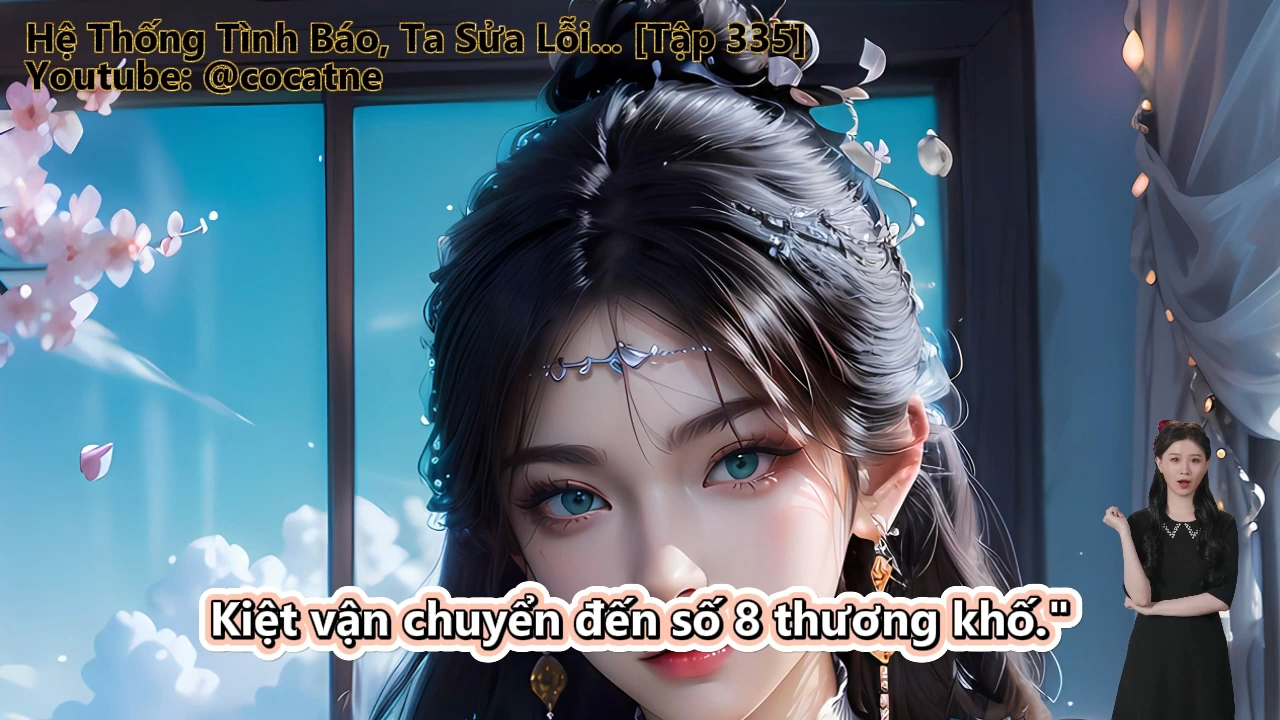 Hệ Thống Tình Báo, Ta Sửa Lỗi... [Tập 335]
Youtube: @cocatne
Kiệt vận chuyển đến số 8 thương khố."